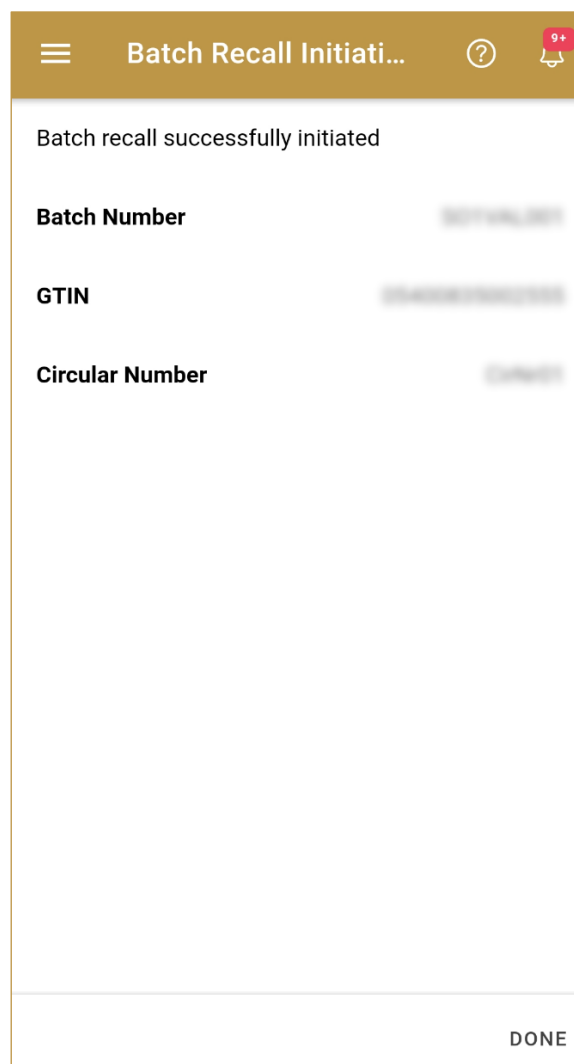 Batch Recall Initiati...
9+
Batch recall successfully initiated
Batch Number
GTIN
Circular Number
DONE